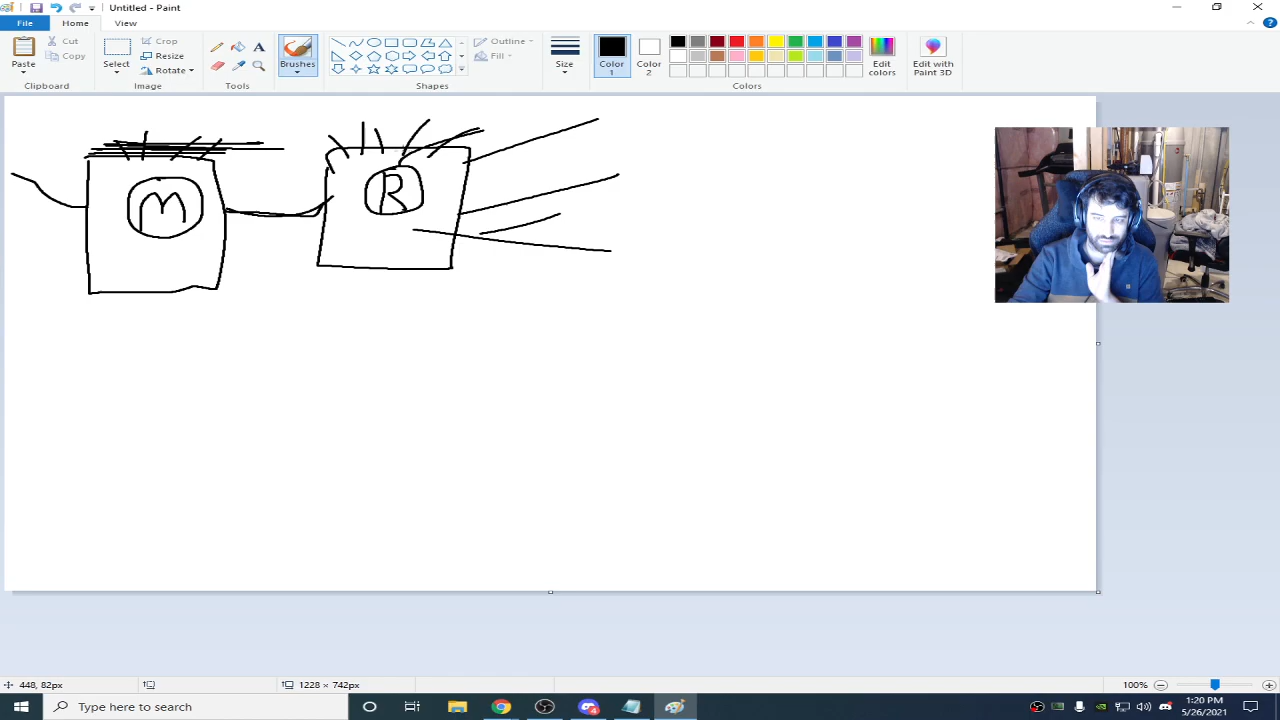 Untitled - Paint
File
Home
View
Paste
Cut
Copy
Clipboard
Select
Crop
Resize
Rotate
Image
Tools
Brushes
Outline
Fill
Shapes
Size
Color
1
Color
2
Edit
colors
Colors
Edit with
Paint 3D
M
R
448, 82px
1228 × 742px
100%
Type here to search
1:20 PM
5/26/2021